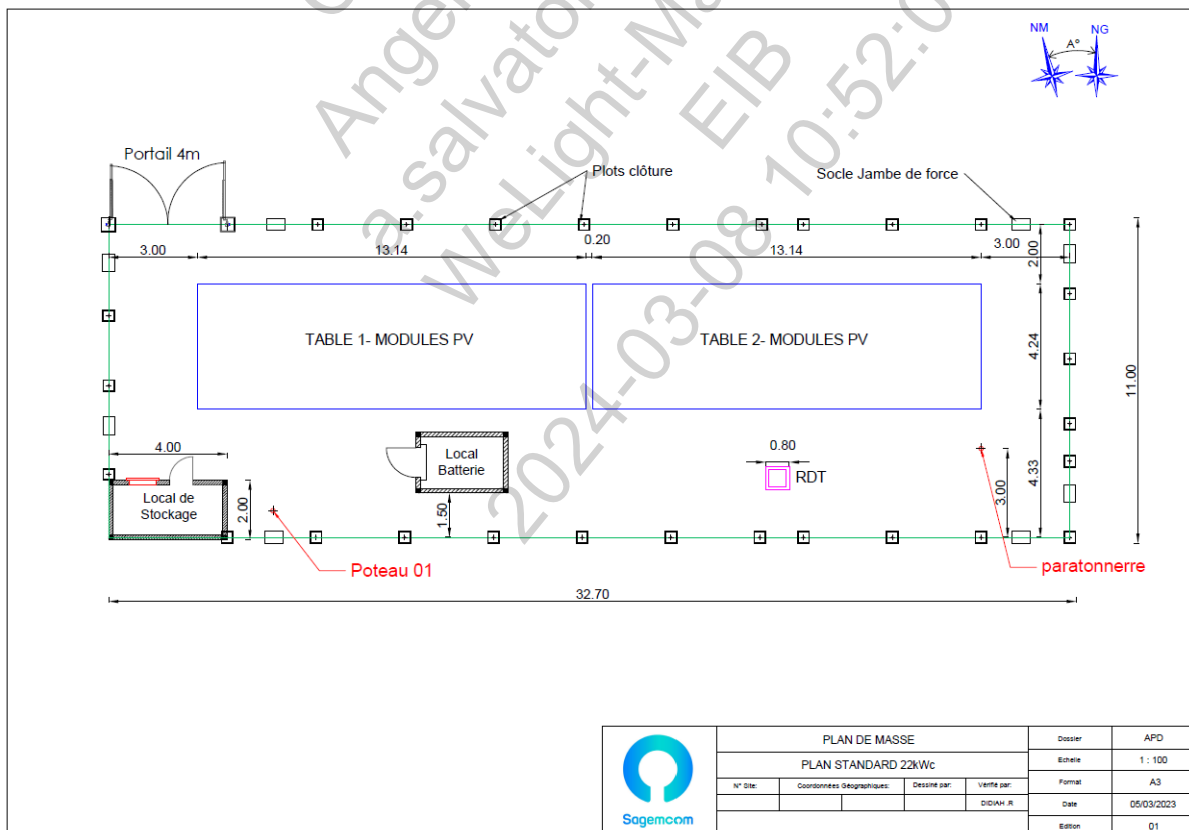 NM
NG
A°
Portail 4m
Plots clôture
Socle Jambe de force
3.00
13.14
0.20
13.14
3.00
2.00
TABLE 1- MODULES PV
TABLE 2- MODULES PV
4.24
11.00
4.00
Local
Batterie
0.80
RDT
4.33
3.00
Local de
Stockage
2.00
1.50
Poteau 01
paratonnerre
32.70
a.salvator
WeLight-Ma
EIB
2024-03-08 10:52:0
Sagemcom
PLAN DE MASSE
PLAN STANDARD 22kWc
N° Site:
Coordonnées Géographiques:
Dessiné par:
Vérifié par:
DIDIAH .R
Dossier
APD
Echelle
1 : 100
Format
A3
Date
05/03/2023
Edition
01